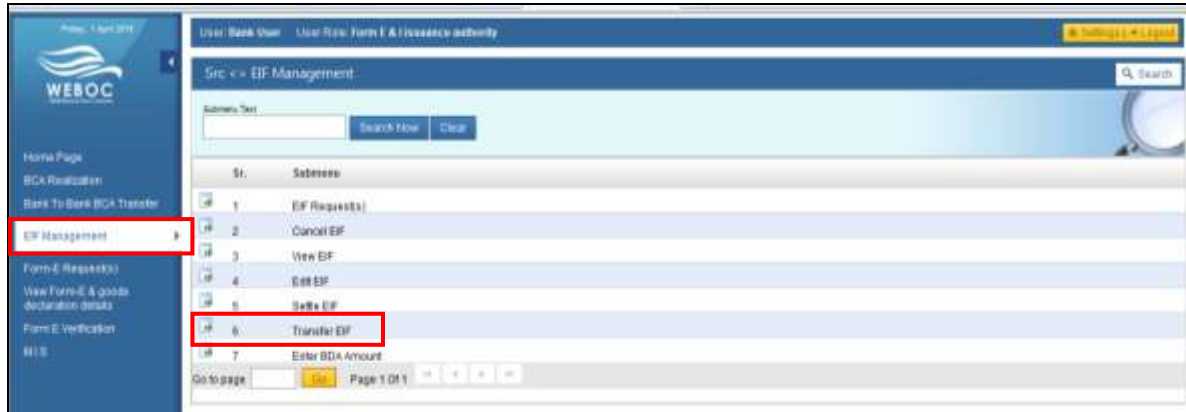 Friday, 1 April 2016
WEBOC
User: Bank User User Role: Form E & I issuance authority
Settings Logout
Src <> EIF Management
Search
Submenu Text
Search Now Clear
Home Page
BCA Realization
Bank To Bank BCA Transfer
EIF Management
Form-E Request(s)
View Form-E & goods
declaration details
Form E Verification
M I S
Sr. Submenu
1 EIF Request(s)
2 Cancel EIF
3 View EIF
4 Edit EIF
5 Settle EIF
6 Transfer EIF
7 Enter BDA Amount
Go to page Go Page 1 Of 1